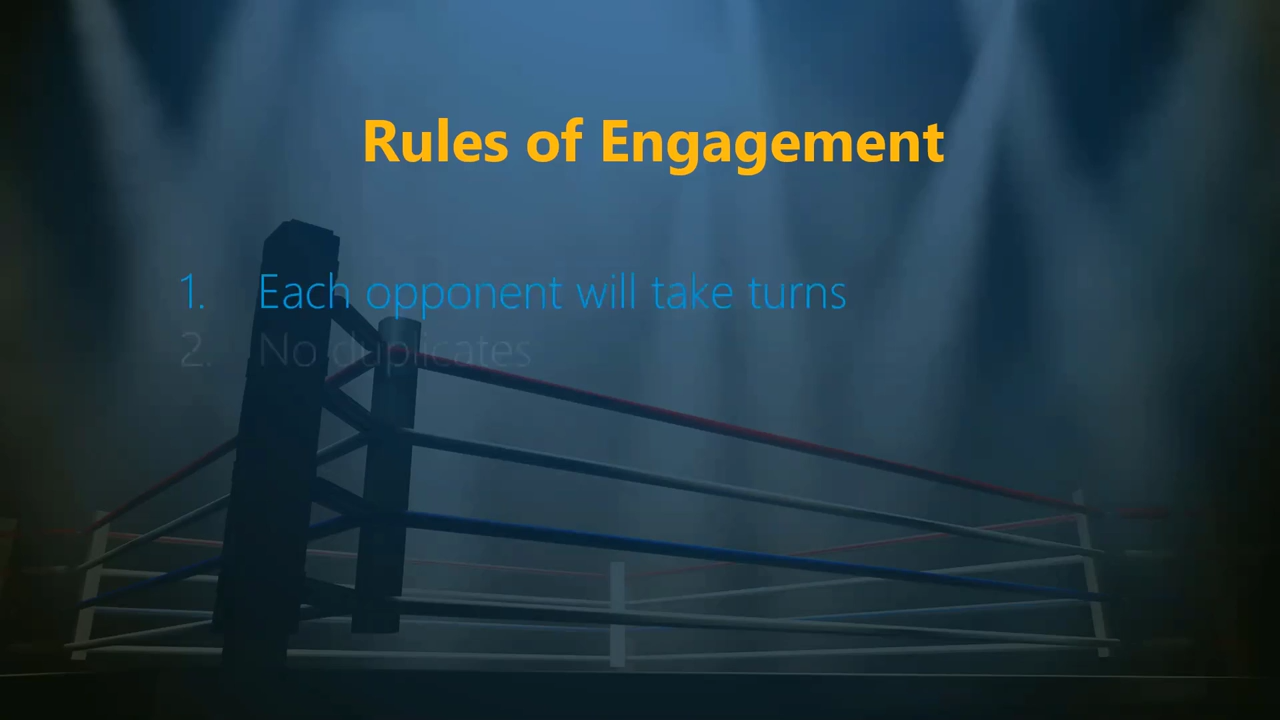 Rules of Engagement
1. Each opponent will take turns
2. No duplicates